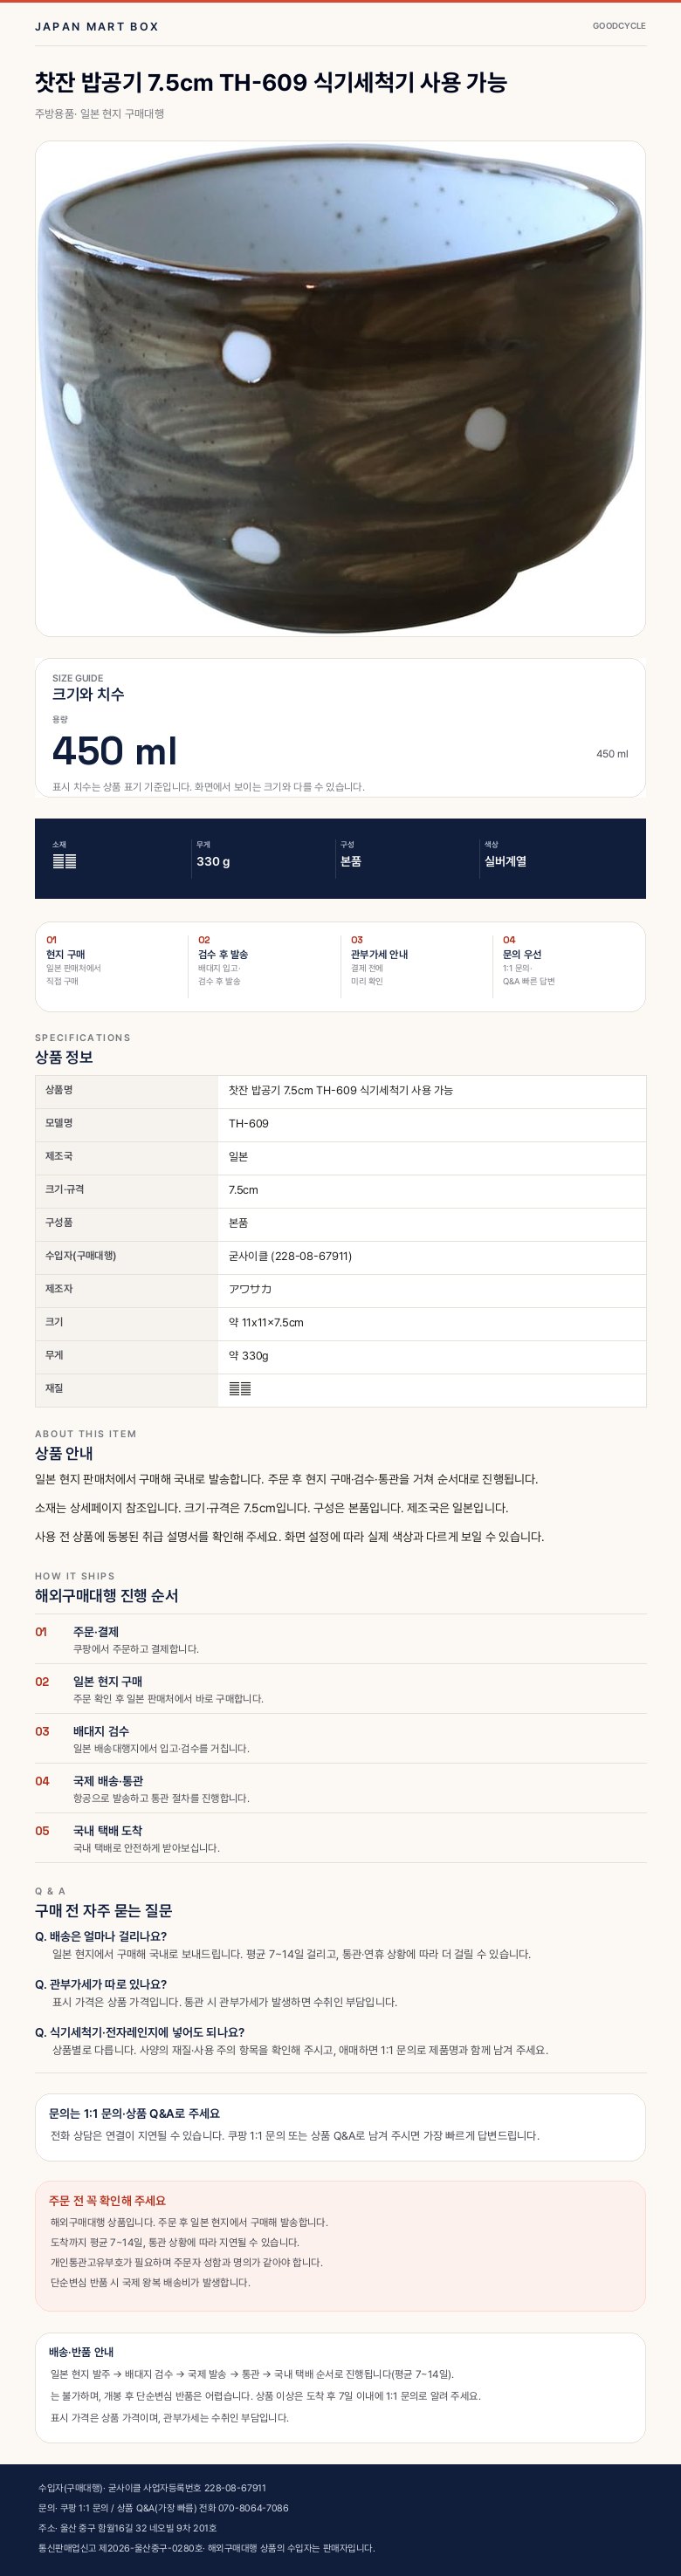 JAPAN MART BOX
GOODCYCLE
찻잔 밥공기 7.5cm TH-609 식기세척기 사용 가능
주방용품· 일본 현지 구매대행
SIZE GUIDE
크기와 치수
용량
450 ml
450 ml
표시 치수는 상품 표기 기준입니다. 화면에서 보이는 크기와 다를 수 있습니다.
소재
무게
330 g
구성
본품
색상
실버계열
01
현지 구매
일본 판매처에서
직접 구매
02
검수 후 발송
배대지 입고·
검수 후 발송
03
관부가세 안내
결제 전에
미리 확인
04
문의 우선
1:1 문의·
Q&A 빠른 답변
SPECIFICATIONS
상품 정보
상품명 찻잔 밥공기 7.5cm TH-609 식기세척기 사용 가능
모델명 TH-609
제조국 일본
크기·규격 7.5cm
구성품 본품
수입자(구매대행) 굳사이클 (228-08-67911)
제조자 アワサカ
크기 약 11x11×7.5cm
무게 약 330g
재질
ABOUT THIS ITEM
상품 안내
일본 현지 판매처에서 구매해 국내로 발송합니다. 주문 후 현지 구매·검수·통관을 거쳐 순서대로 진행됩니다.
소재는 상세페이지 참조입니다. 크기·규격은 7.5cm입니다. 구성은 본품입니다. 제조국은 일본입니다.
사용 전 상품에 동봉된 취급 설명서를 확인해 주세요. 화면 설정에 따라 실제 색상과 다르게 보일 수 있습니다.
HOW IT SHIPS
해외구매대행 진행 순서
01 주문·결제
쿠팡에서 주문하고 결제합니다.
02 일본 현지 구매
주문 확인 후 일본 판매처에서 바로 구매합니다.
03 배대지 검수
일본 배송대행지에서 입고·검수를 거칩니다.
04 국제 배송·통관
항공으로 발송하고 통관 절차를 진행합니다.
05 국내 택배 도착
국내 택배로 안전하게 받아보십니다.
Q & A
구매 전 자주 묻는 질문
Q. 배송은 얼마나 걸리나요?
일본 현지에서 구매해 국내로 보내드립니다. 평균 7–14일 걸리고, 통관·연휴 상황에 따라 더 걸릴 수 있습니다.
Q. 관부가세가 따로 있나요?
표시 가격은 상품 가격입니다. 통관 시 관부가세가 발생하면 수취인 부담입니다.
Q. 식기세척기·전자레인지에 넣어도 되나요?
상품별로 다릅니다. 사양의 재질·사용 주의 항목을 확인해 주시고, 애매하면 1:1 문의로 제품명과 함께 남겨 주세요.
문의는 1:1 문의·상품 Q&A로 주세요
전화 상담은 연결이 지연될 수 있습니다. 쿠팡 1:1 문의 또는 상품 Q&A로 남겨 주시면 가장 빠르게 답변드립니다.
주문 전 꼭 확인해 주세요
해외구매대행 상품입니다. 주문 후 일본 현지에서 구매해 발송합니다.
도착까지 평균 7–14일, 통관 상황에 따라 지연될 수 있습니다.
개인통관고유부호가 필요하며 주문자 성함과 명의가 같아야 합니다.
단순변심 반품 시 국제 왕복 배송비가 발생합니다.
배송·반품 안내
일본 현지 발주 → 배대지 검수 → 국제 발송 → 통관 → 국내 택배 순서로 진행됩니다(평균 7–14일).
는 불가하며, 개봉 후 단순변심 반품은 어렵습니다. 상품 이상은 도착 후 7일 이내에 1:1 문의로 알려 주세요.
표시 가격은 상품 가격이며, 관부가세는 수취인 부담입니다.
수입자(구매대행)· 굳사이클 사업자등록번호 228-08-67911
문의· 쿠팡 1:1 문의 / 상품 Q&A(가장 빠름) 전화 070-8064-7086
주소· 울산 중구 함월16길 32 네오빌 9차 201호
통신판매업신고 제2026-울산중구-0280호· 해외구매대행 상품의 수입자는 판매자입니다.